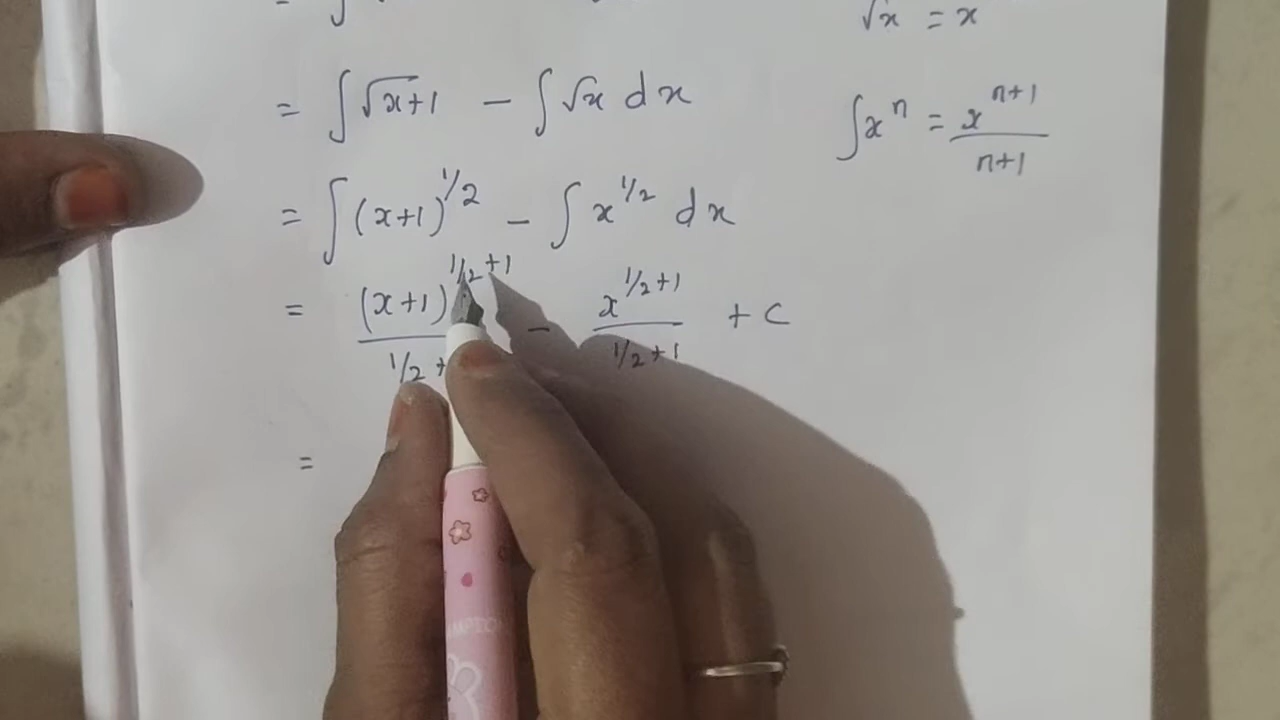 = ∫
√x = x
= ∫√x+1 - ∫√x dx
∫xⁿ = xⁿ⁺¹/n+1
= ∫(x+1)^1/2 - ∫x^1/2 dx
= (x+1)^1/2+1 / 1/2+ - x^1/2+1 / 1/2+1 + c
=